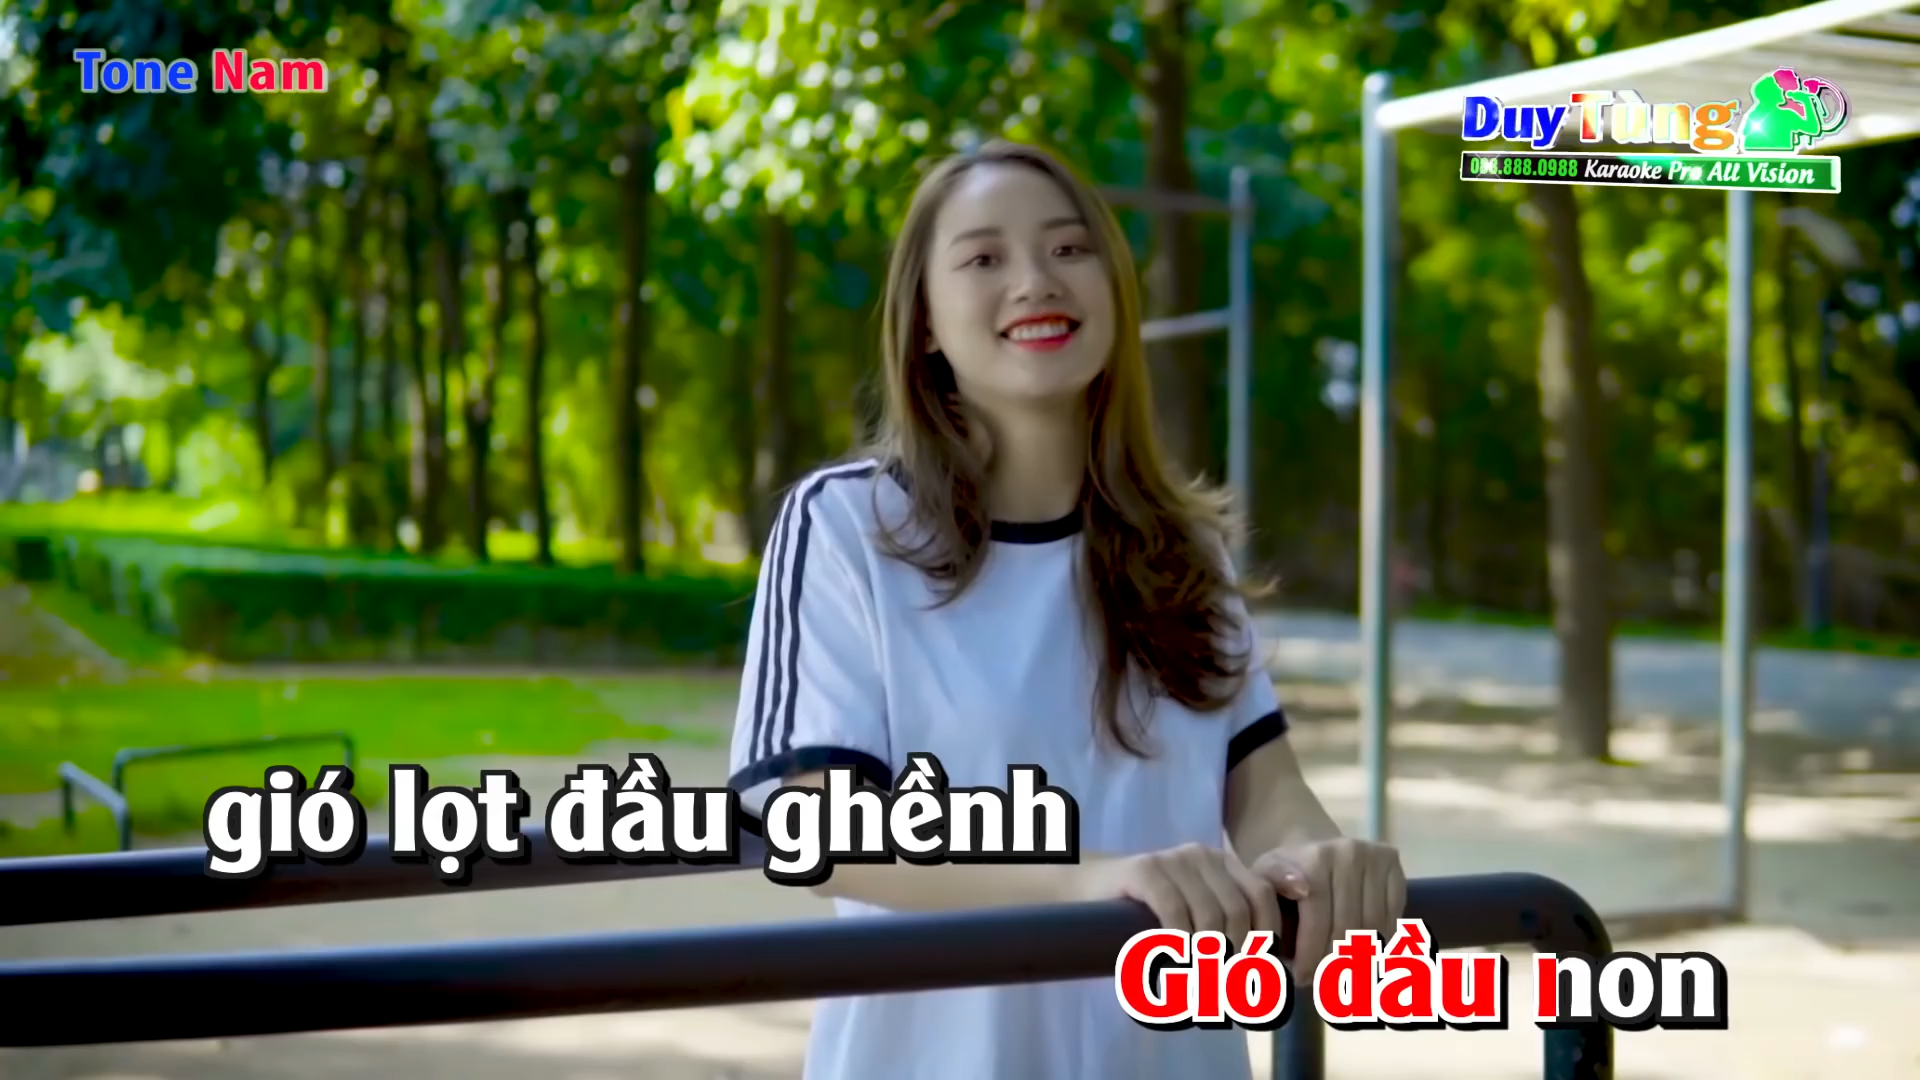 Tone Nam
Duy Tùng
Karaoke Pro All Vision
gió lọt đầu ghềnh
Gió đầu non